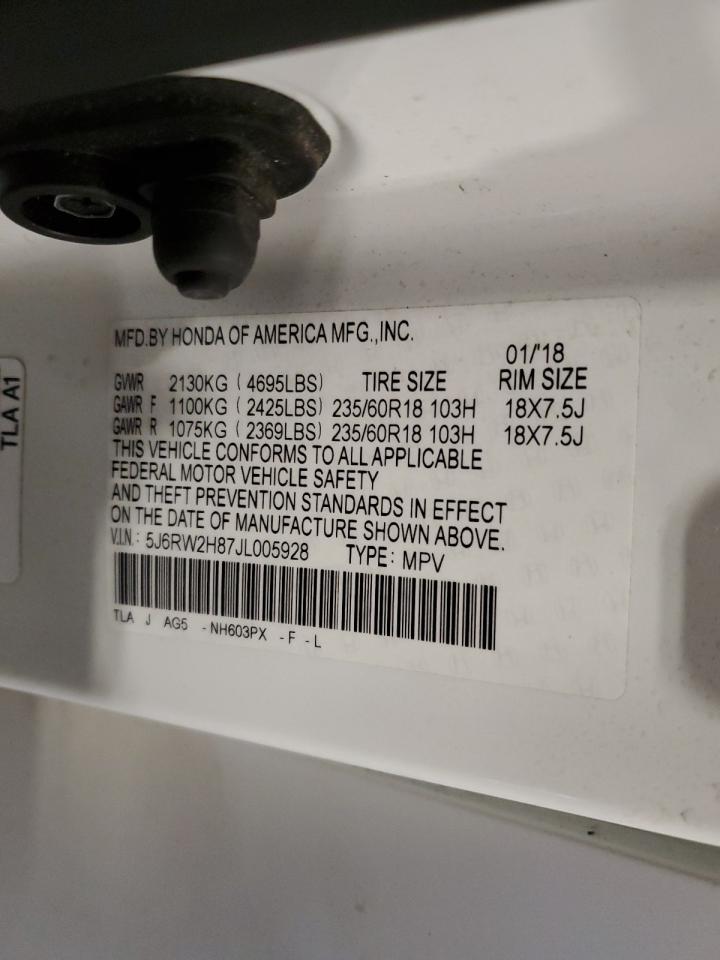 MFD.BY HONDA OF AMERICA MFG.,INC.
01/'18
GVWR 2130KG ( 4695LBS) TIRE SIZE RIM SIZE
GAWR F 1100KG ( 2425LBS) 235/60R18 103H 18X7.5J
GAWR R 1075KG ( 2369LBS) 235/60R18 103H 18X7.5J
THIS VEHICLE CONFORMS TO ALL APPLICABLE
FEDERAL MOTOR VEHICLE SAFETY
AND THEFT PREVENTION STANDARDS IN EFFECT
ON THE DATE OF MANUFACTURE SHOWN ABOVE.
V.I.N.: 5J6RW2H87JL005928 TYPE: MPV
TLA J AG5 -NH603PX -F -L
TLA A1